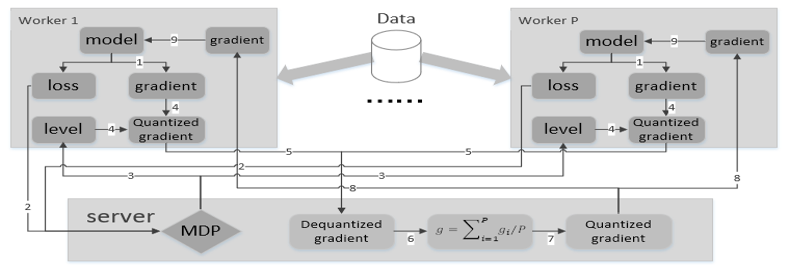 Worker 1
Data
Worker P
model
9
gradient
model
9
gradient
1
1
loss
gradient
loss
gradient
4
4
......
level
4
Quantized
gradient
level
4
Quantized
gradient
5
5
2
3
3
8
8
2
server
MDP
Dequantized
gradient
6
g = ∑_{i=1}^{P} g_i/P
7
Quantized
gradient